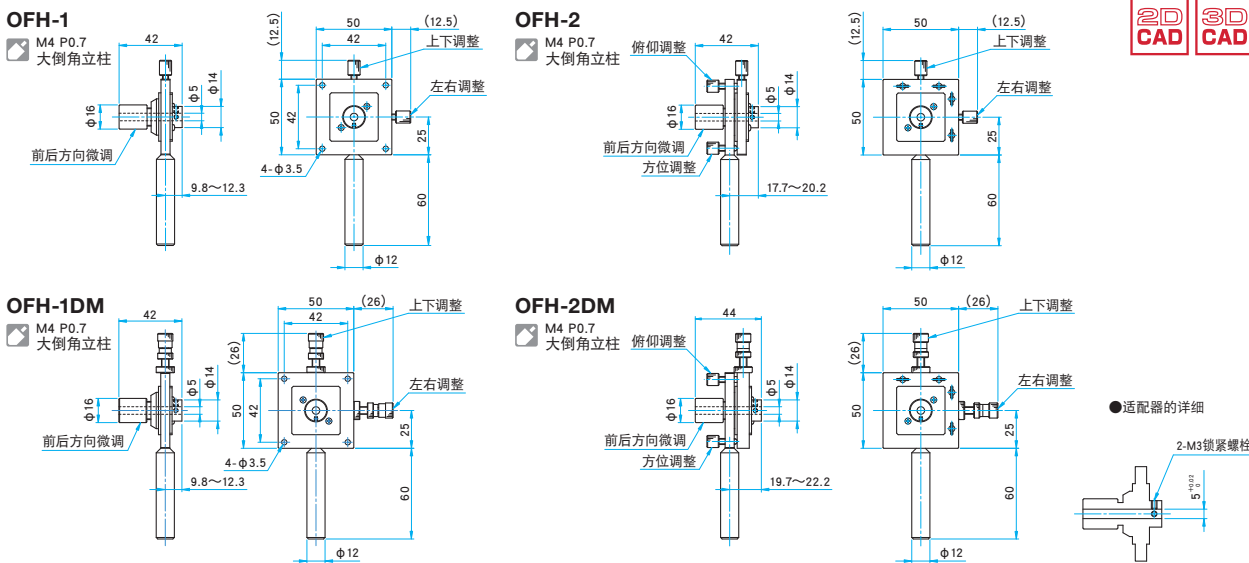 OFH-1
M4 P0.7
大倒角立柱
42
φ16
φ5
φ14
前后方向微调
9.8～12.3
(12.5)
50
(12.5)
42
上下调整
左右调整
50
42
25
4-φ3.5
60
φ12
OFH-2
M4 P0.7
大倒角立柱
俯仰调整
42
φ16
φ5
φ14
前后方向微调
方位调整
17.7～20.2
(12.5)
50
(12.5)
上下调整
左右调整
50
25
60
φ12
2D
CAD
3D
CAD
OFH-1DM
M4 P0.7
大倒角立柱
42
φ16
φ5
φ14
前后方向微调
9.8～12.3
50
(26)
42
上下调整
(26)
左右调整
50
42
25
4-φ3.5
60
φ12
OFH-2DM
M4 P0.7
大倒角立柱
俯仰调整
44
φ16
φ5
φ14
前后方向微调
方位调整
19.7～22.2
50
(26)
上下调整
(26)
左右调整
50
25
60
φ12
●适配器的详细
2-M3锁紧螺栓
5 +0.02 0